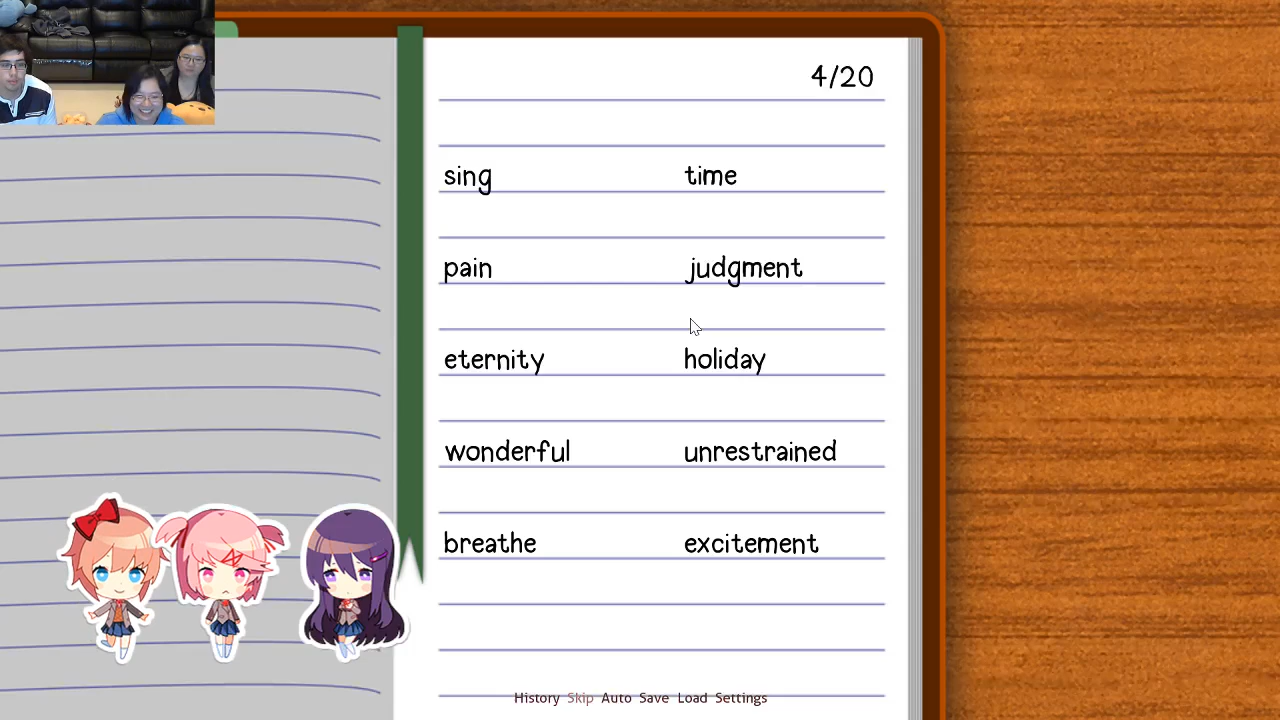 4/20
sing time
pain judgment
eternity holiday
wonderful unrestrained
breathe excitement
History Skip Auto Save Load Settings